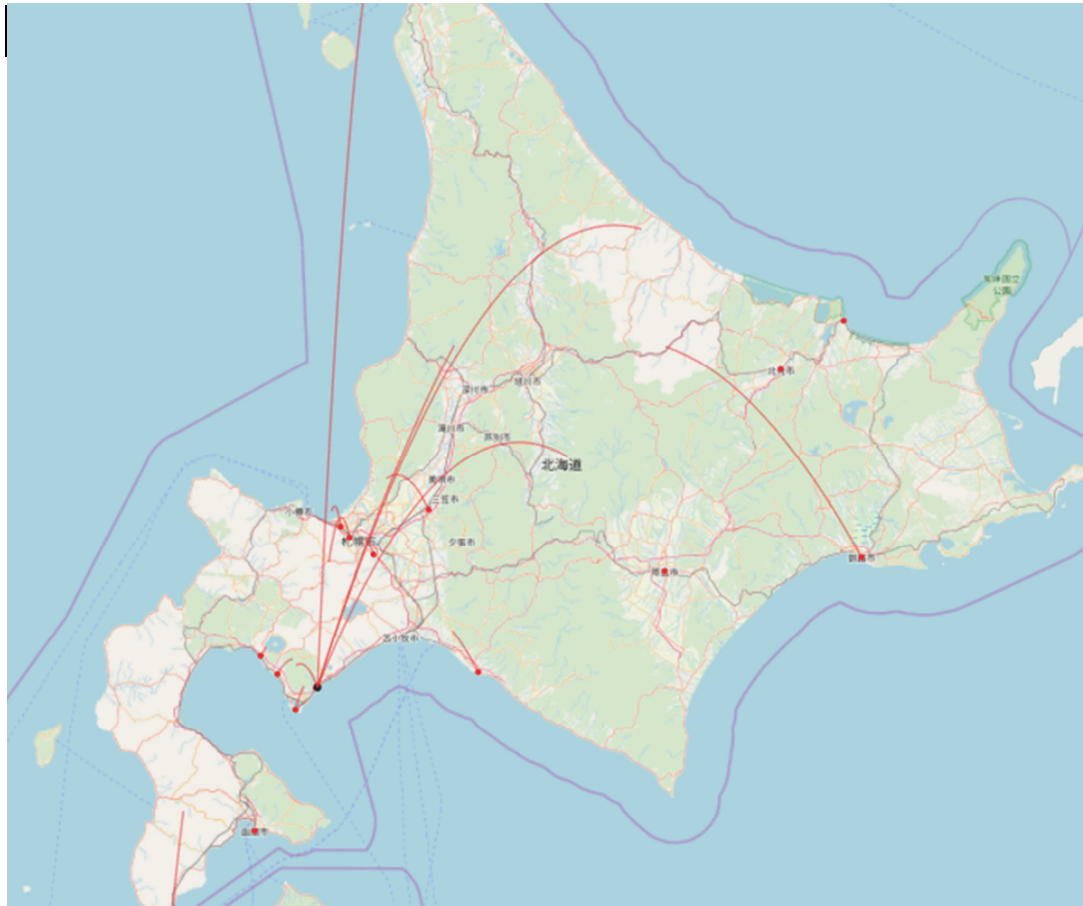 知床国立
公園
北見市
旭川市
深川市
滝川市
芦別市
北海道
美唄市
三笠市
小樽市
札幌市
夕張市
釧路市
帯広市
苫小牧市
函館市